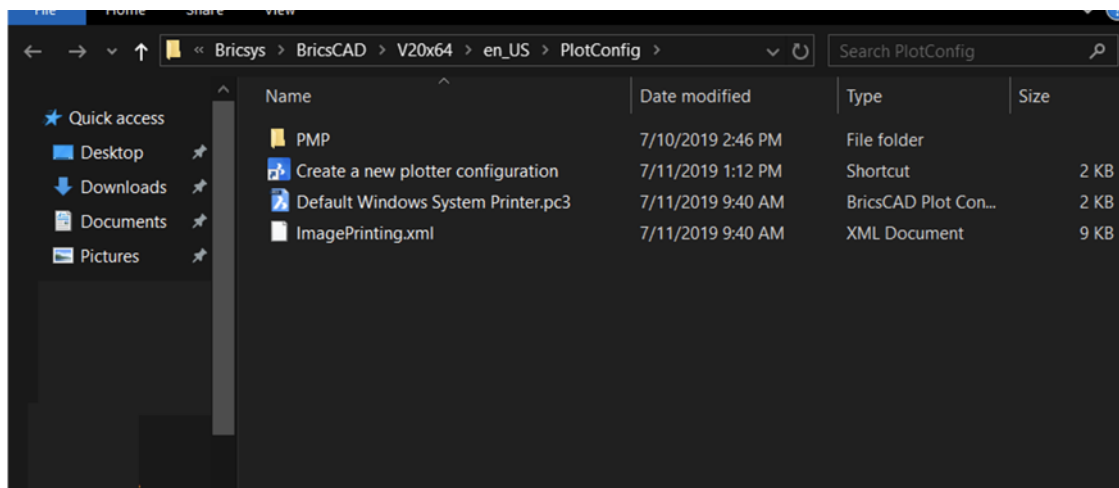 File Home Share View
« Bricsys > BricsCAD > V20x64 > en_US > PlotConfig >
Search PlotConfig
Name Date modified Type Size
Quick access
Desktop
Downloads
Documents
Pictures
PMP 7/10/2019 2:46 PM File folder
Create a new plotter configuration 7/11/2019 1:12 PM Shortcut 2 KB
Default Windows System Printer.pc3 7/11/2019 9:40 AM BricsCAD Plot Con... 2 KB
ImagePrinting.xml 7/11/2019 9:40 AM XML Document 9 KB